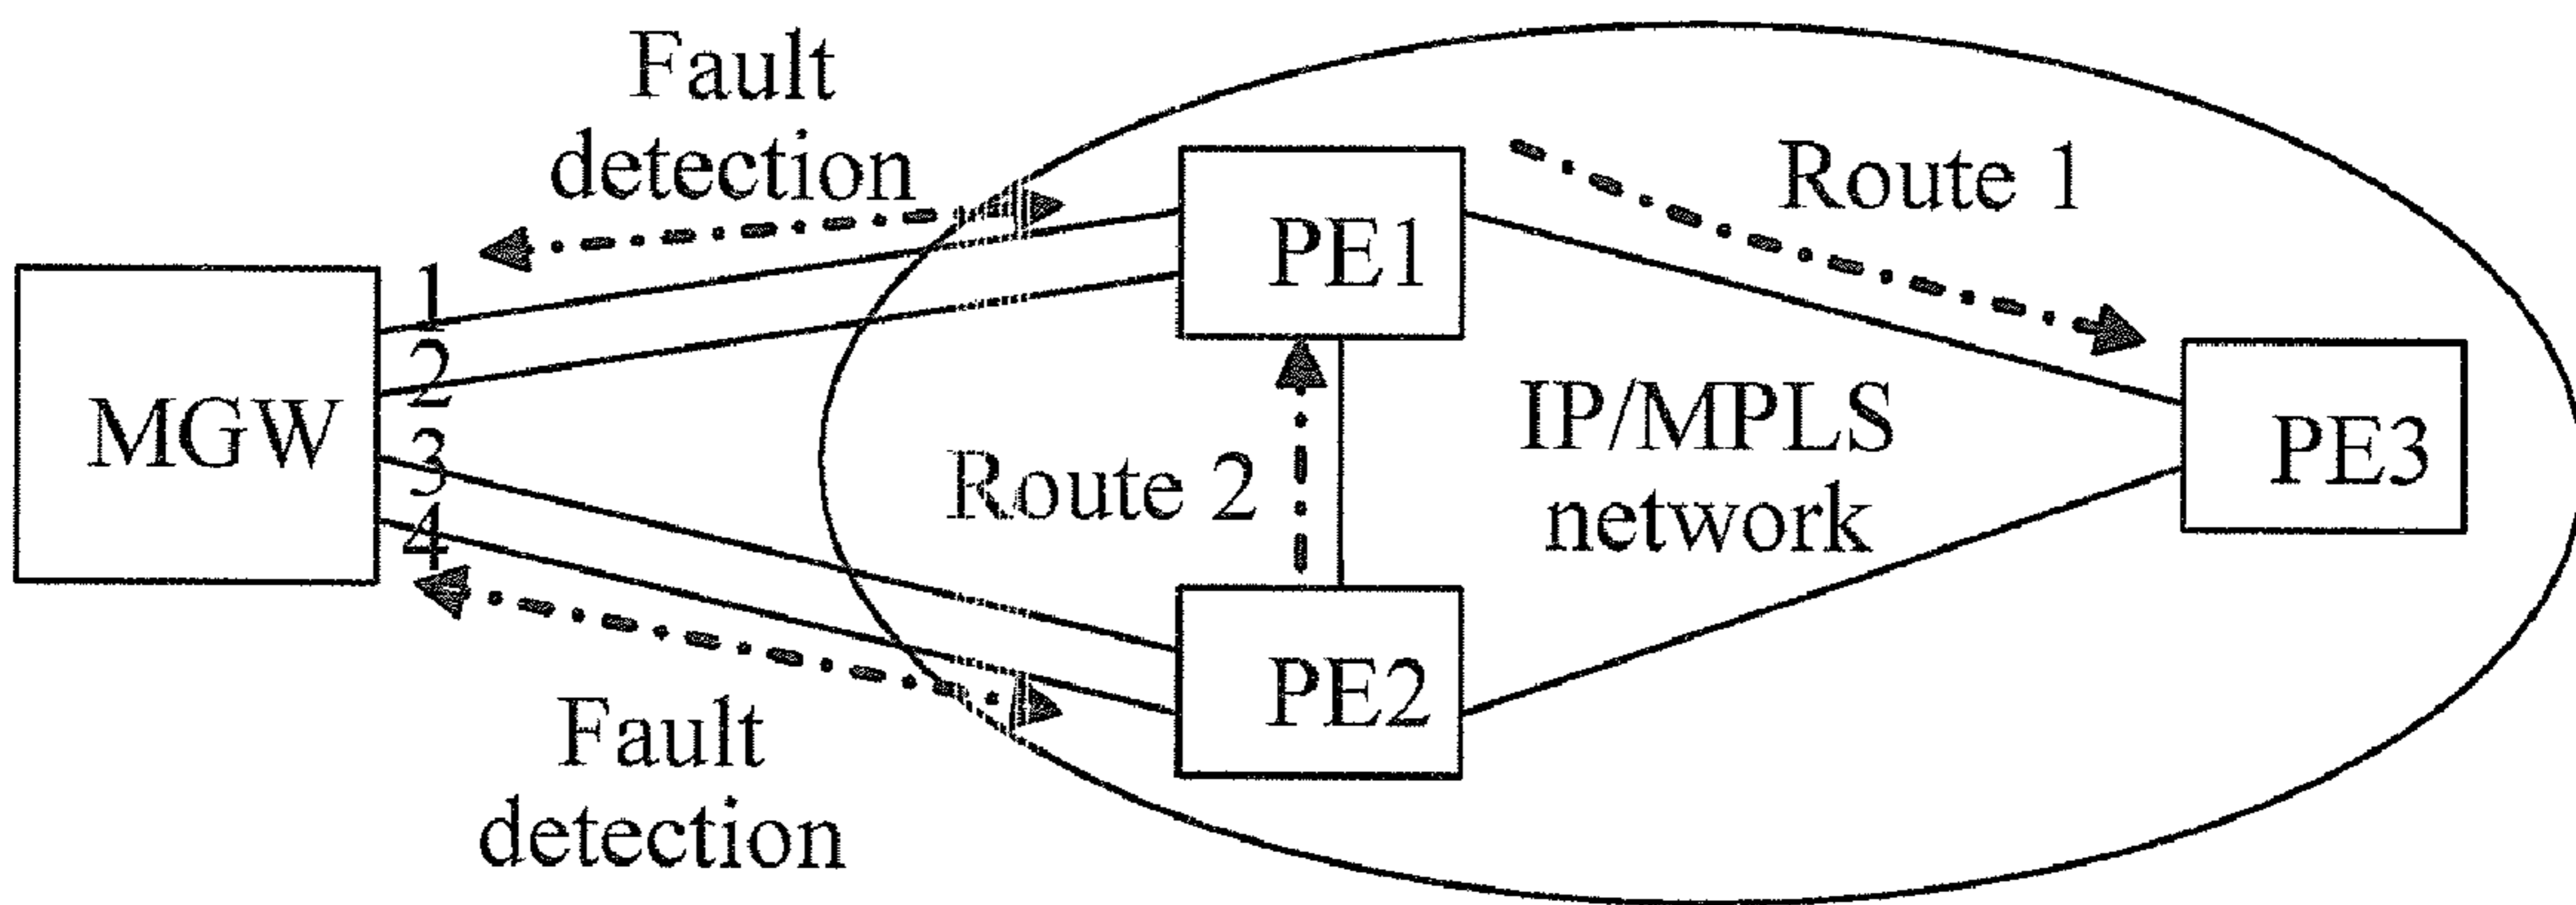 Fault
detection
Route 1
PE1
1
2
3
4
MGW
IP/MPLS
network
Route 2
PE3
PE2
Fault
detection